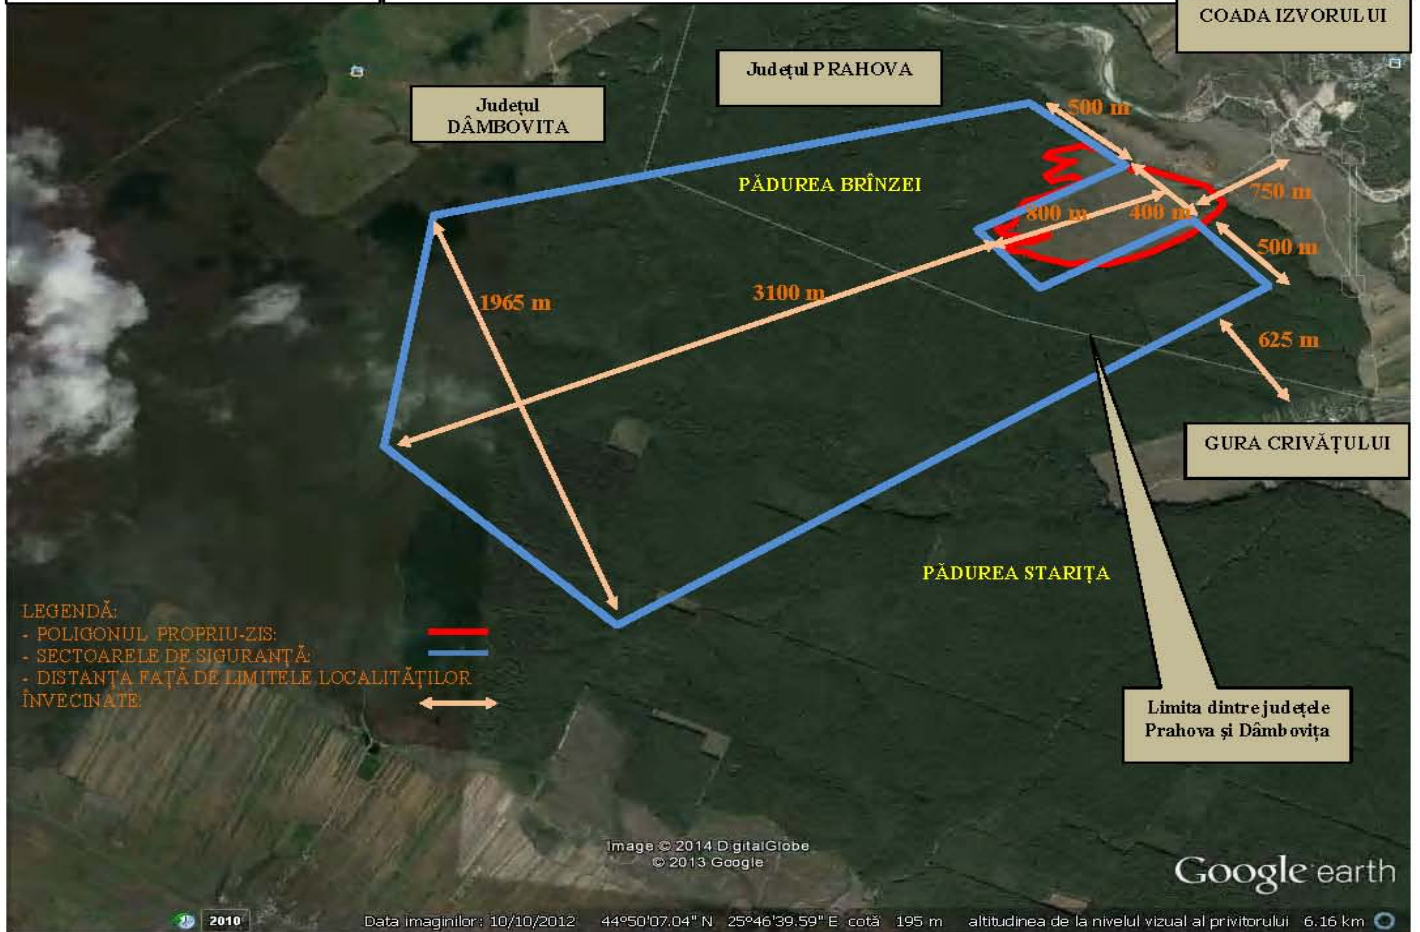 COADA IZVORULUI
Județul PRAHOVA
Județul
DÂMBOVITA
500 m
PĂDUREA BRÎNZEI
750 m
800 m
400 m
500 m
1965 m
3100 m
625 m
GURA CRIVĂȚULUI
PĂDUREA STARIȚA
LEGENDĂ:
- POLIGONUL PROPRIU-ZIS:
- SECTOARELE DE SIGURANȚĂ:
- DISTANȚA FAȚĂ DE LIMITELE LOCALITĂȚILOR
ÎNVECINATE:
Limita dintre județele
Prahova și Dâmbovița
Image © 2014 DigitalGlobe
© 2013 Google
Google earth
2010
Data imaginilor: 10/10/2012 44°50'07.04" N 25°46'39.59" E cotă 195 m altitudinea de la nivelul vizual al privitorului 6.16 km